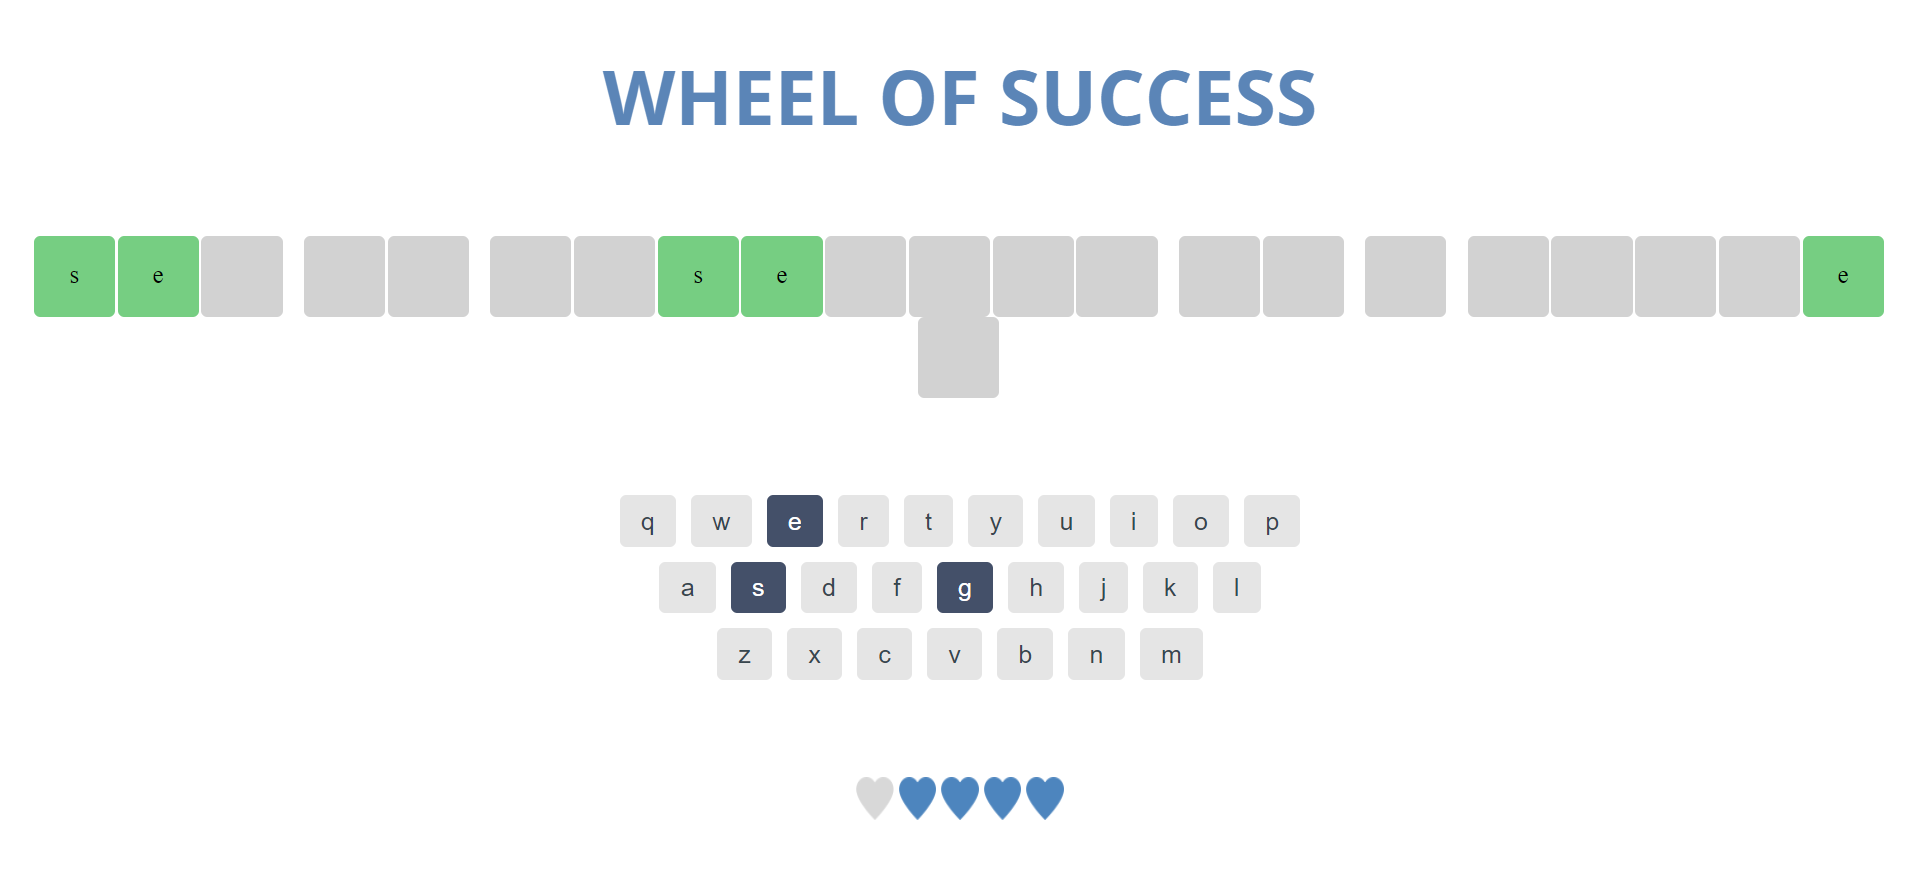 WHEEL OF SUCCESS
s e s e e
q w e r t y u i o p
a s d f g h j k l
z x c v b n m